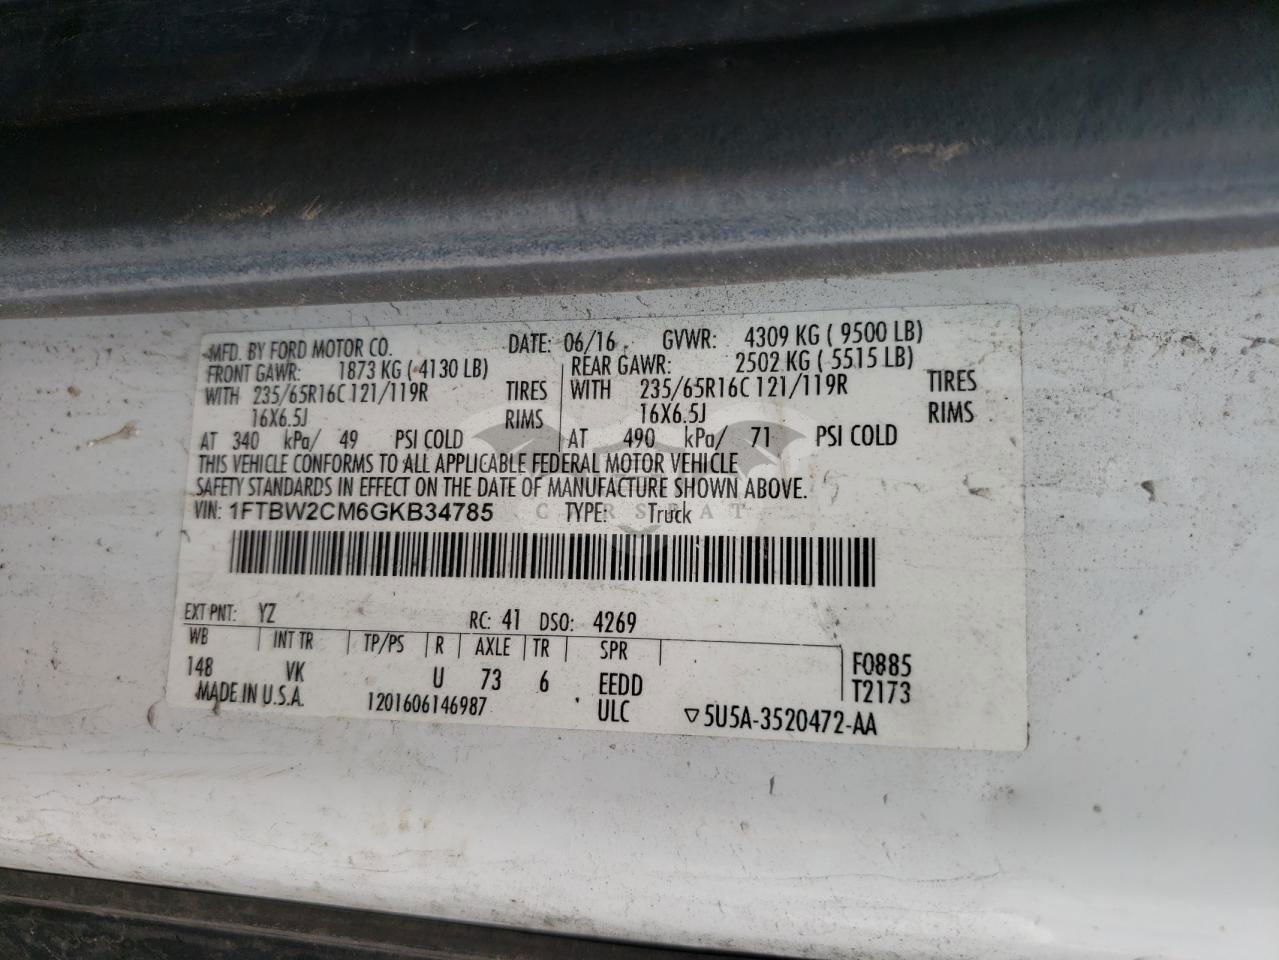 MFD. BY FORD MOTOR CO. DATE: 06/16 GVWR: 4309 KG ( 9500 LB)
FRONT GAWR: 1873 KG ( 4130 LB) REAR GAWR: 2502 KG ( 5515 LB)
WITH 235/65R16C 121/119R TIRES WITH 235/65R16C 121/119R TIRES
16X6.5J RIMS 16X6.5J RIMS
AT 340 kPa/ 49 PSI COLD AT 490 kPa/ 71 PSI COLD
THIS VEHICLE CONFORMS TO ALL APPLICABLE FEDERAL MOTOR VEHICLE
SAFETY STANDARDS IN EFFECT ON THE DATE OF MANUFACTURE SHOWN ABOVE.
VIN: 1FTBW2CM6GKB34785 TYPE: Truck
CARSBAT
EXT PNT: YZ RC: 41 DSO: 4269
WB INT TR TP/PS R AXLE TR SPR
148 VK U 73 6 EEDD
F0885
T2173
MADE IN U.S.A. 1201606146987 ULC ▽5U5A-3520472-AA